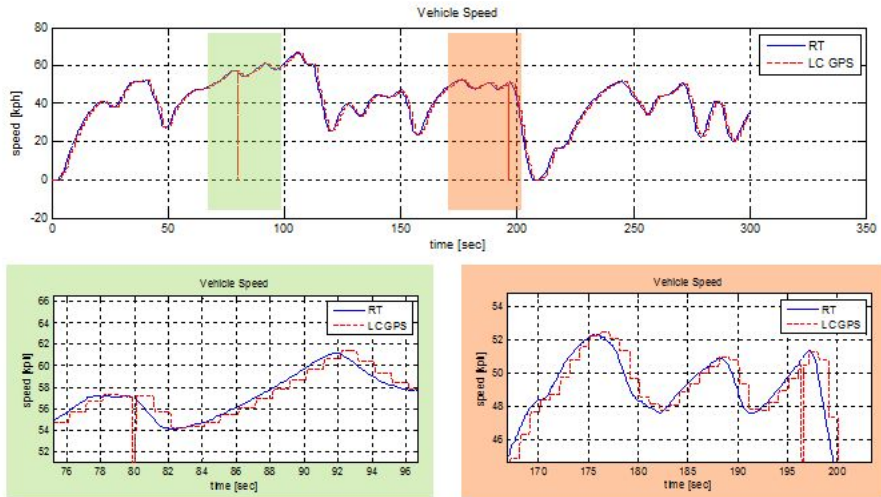 Vehicle Speed
80
60
40
20
0
-20
speed [kph]
RT
LC GPS
0 50 100 150 200 250 300 350
time [sec]
Vehicle Speed
66
64
62
60
58
56
54
52
speed [kph]
RT
LCGPS
76 78 80 82 84 86 88 90 92 94 96
time [sec]
Vehicle Speed
54
52
50
48
46
speed [kph]
RT
LCGPS
170 175 180 185 190 195 200
time [sec]